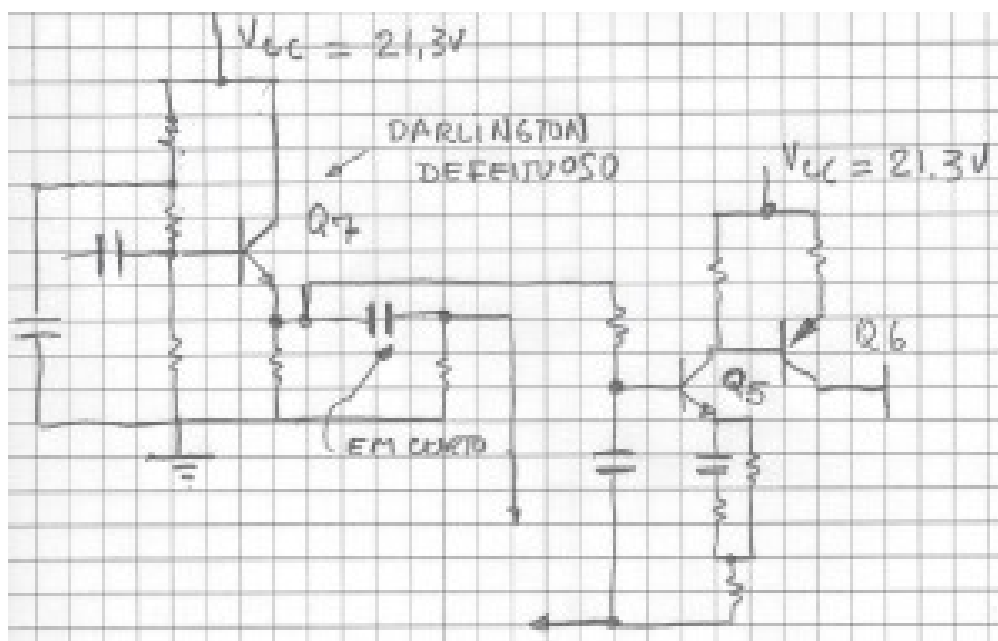 Vcc = 21,3V
DARLINGTON
DEFEITUOSO
Vcc = 21.3V
Q7
Q6
Q5
EM CURTO